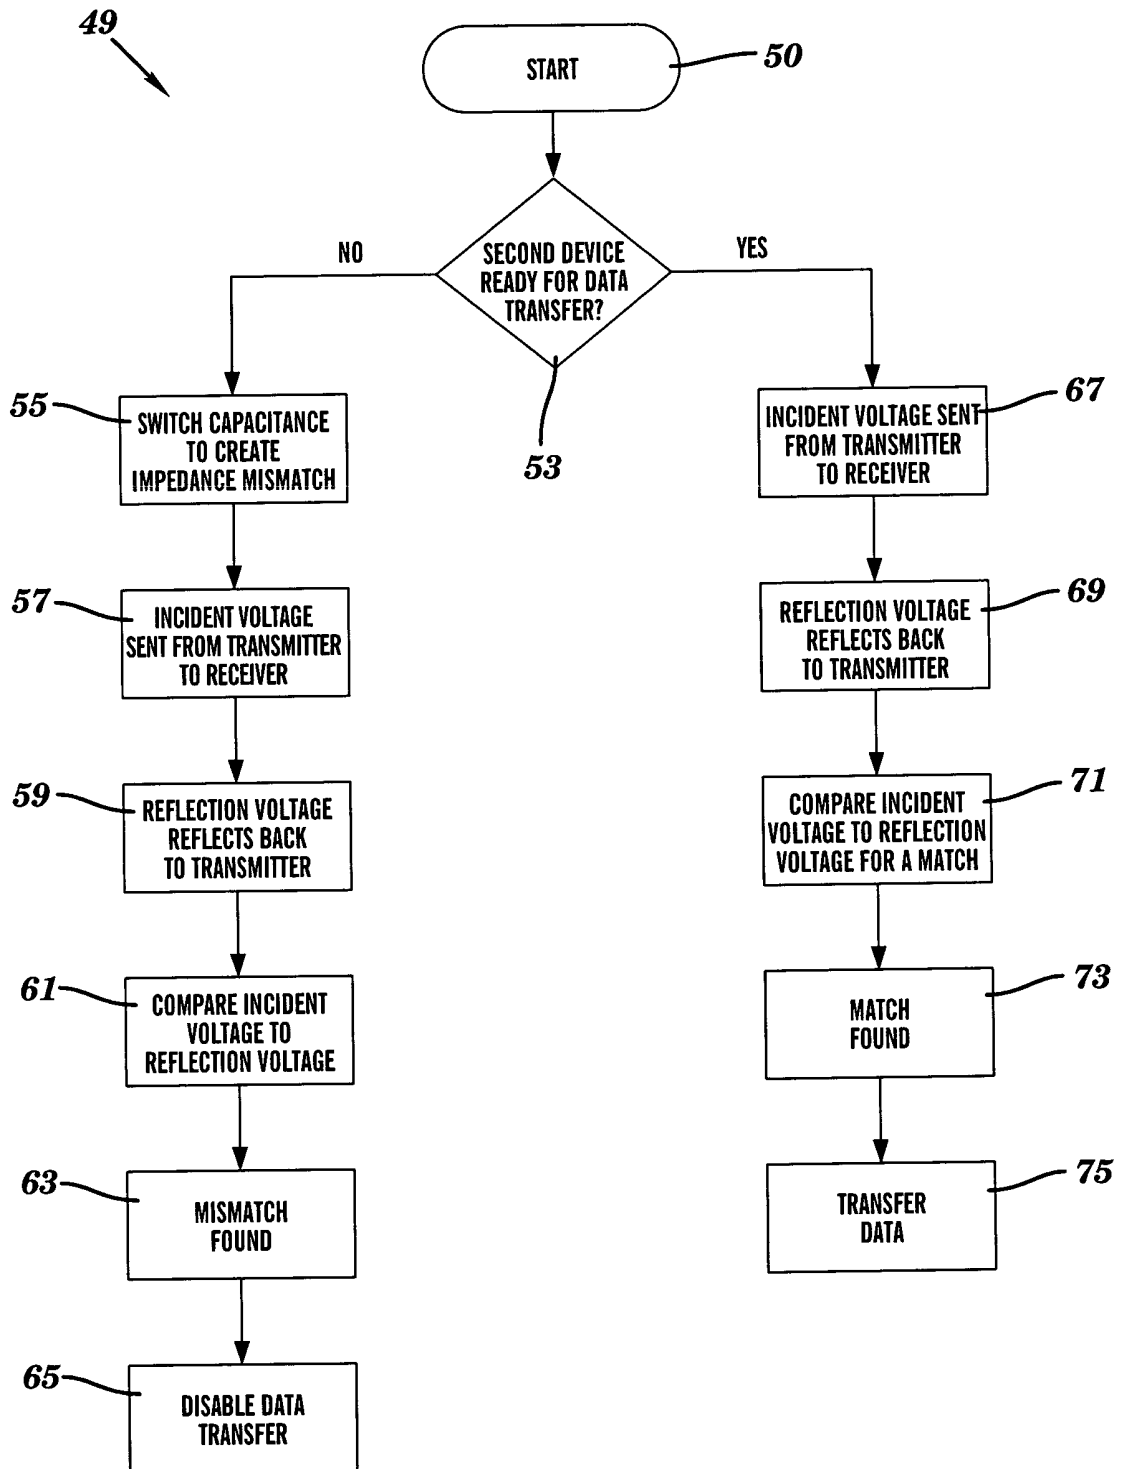 49
START
50
SECOND DEVICE
READY FOR DATA
TRANSFER?
NO
YES
53
55
SWITCH CAPACITANCE
TO CREATE
IMPEDANCE MISMATCH
67
INCIDENT VOLTAGE SENT
FROM TRANSMITTER
TO RECEIVER
57
INCIDENT VOLTAGE
SENT FROM TRANSMITTER
TO RECEIVER
69
REFLECTION VOLTAGE
REFLECTS BACK
TO TRANSMITTER
59
REFLECTION VOLTAGE
REFLECTS BACK
TO TRANSMITTER
71
COMPARE INCIDENT
VOLTAGE TO REFLECTION
VOLTAGE FOR A MATCH
61
COMPARE INCIDENT
VOLTAGE TO
REFLECTION VOLTAGE
73
MATCH
FOUND
63
MISMATCH
FOUND
75
TRANSFER
DATA
65
DISABLE DATA
TRANSFER